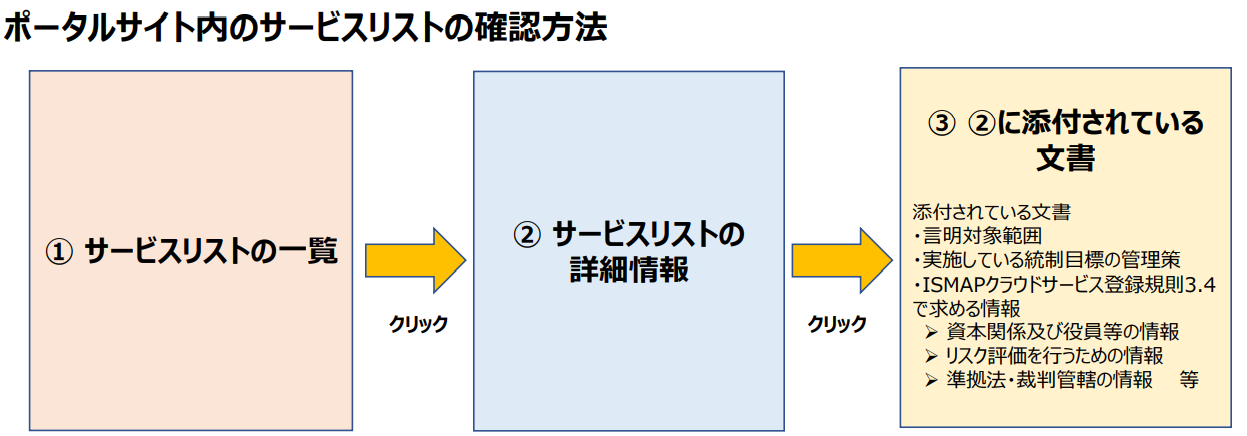 ポータルサイト内のサービスリストの確認方法
① サービスリストの一覧
クリック
② サービスリストの
詳細情報
クリック
③ ②に添付されている
文書
添付されている文書
・言明対象範囲
・実施している統制目標の管理策
・ISMAPクラウドサービス登録規則3.4
で求める情報
➢ 資本関係及び役員等の情報
➢ リスク評価を行うための情報
➢ 準拠法・裁判管轄の情報　等